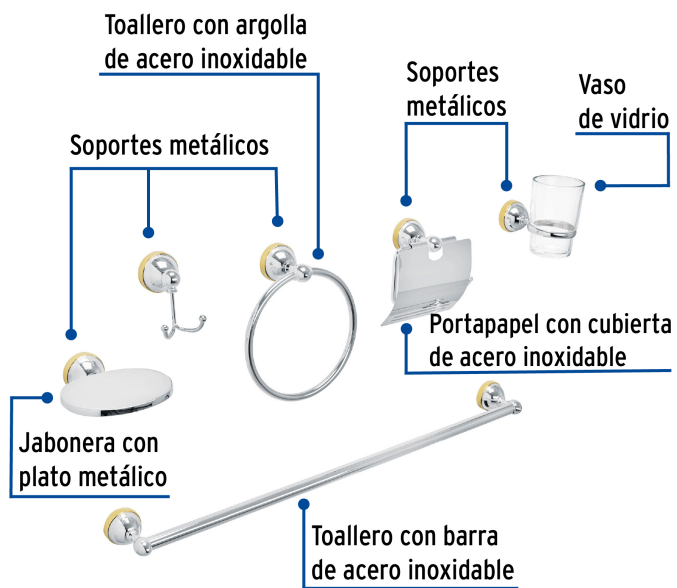 Toallero con argolla
de acero inoxidable
Soportes
metálicos
Vaso
de vidrio
Soportes metálicos
Portapapel con cubierta
de acero inoxidable
Jabonera con
plato metálico
Toallero con barra
de acero inoxidable